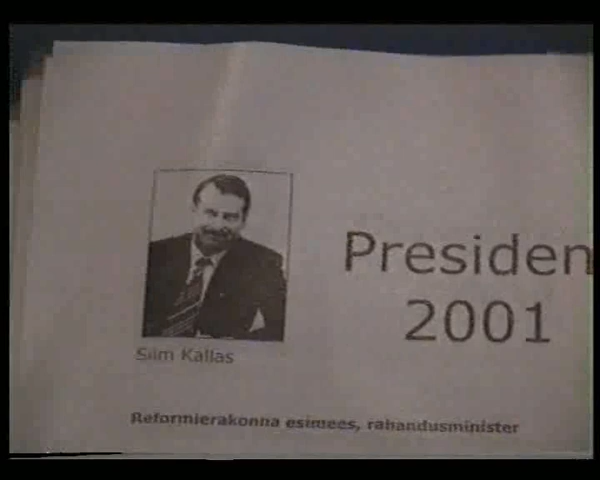 Presiden
2001
Siim Kallas
Reformierakonna esimees, rahandusminister